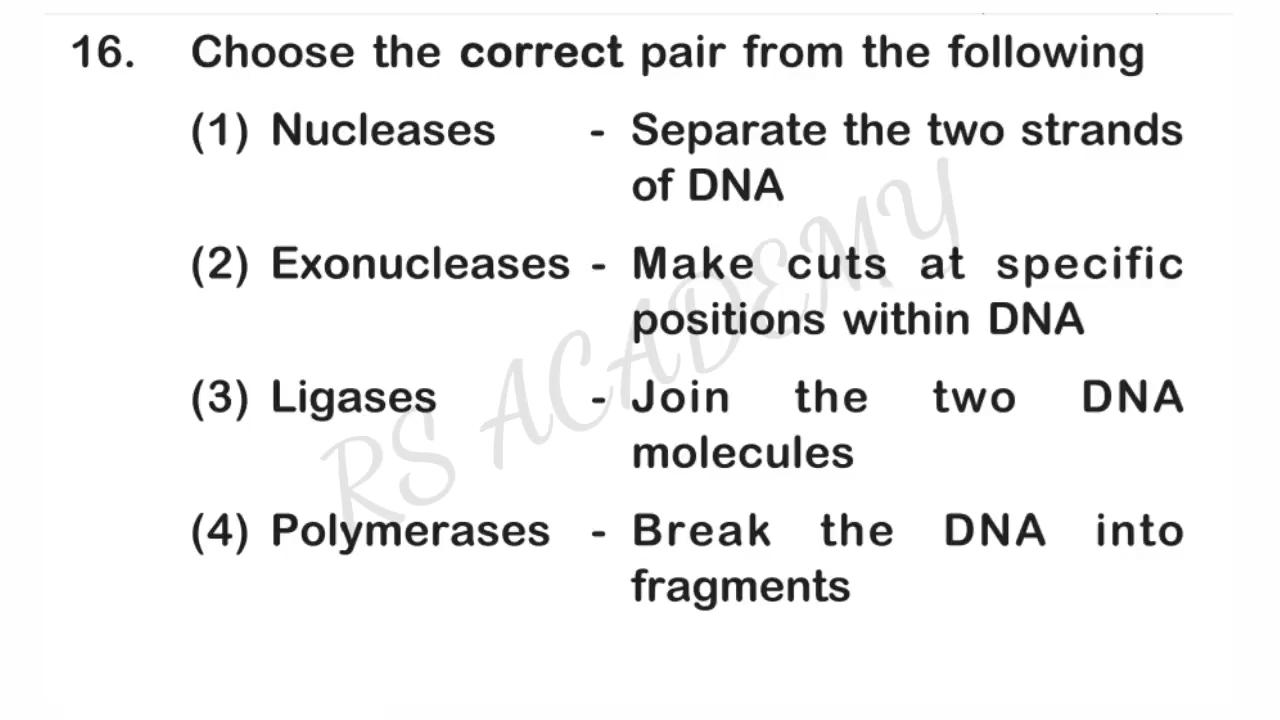 16. Choose the correct pair from the following
(1) Nucleases - Separate the two strands
of DNA
(2) Exonucleases - Make cuts at specific
positions within DNA
(3) Ligases - Join the two DNA
molecules
(4) Polymerases - Break the DNA into
fragments
RS ACADEMY